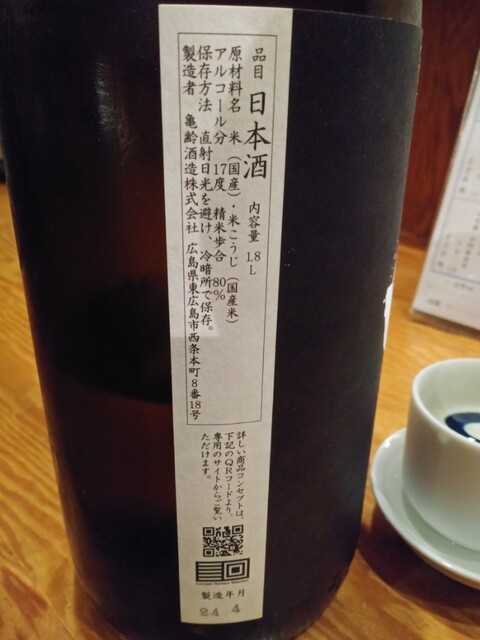 品目 日本酒 内容量 1.8L
原材料名 米(国産)・米こうじ(国産米)
アルコール分 17度 精米歩合 80%
保存方法 直射日光を避け、冷暗所で保存。
製造者 亀齢酒造株式会社 広島県東広島市西条本町8番18号
詳しい商品コンセプトは、
下記のQRコードより、
専用のサイトからご覧い
ただけます。
製造年月
24 4